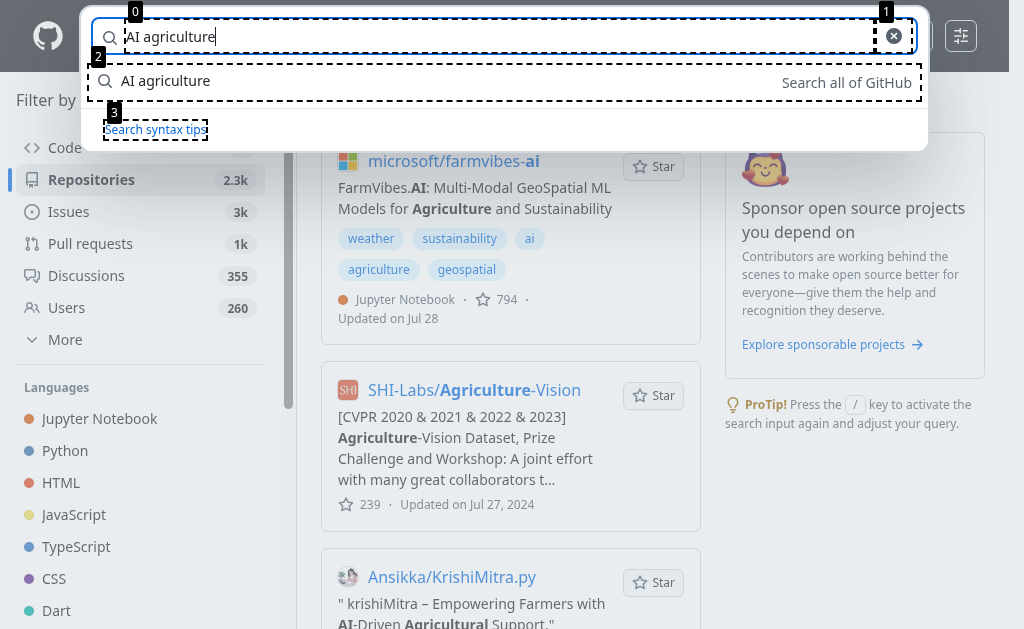 0
1
AI agriculture
2
AI agriculture
Search all of GitHub
3
Search syntax tips
Filter by
Code
Repositories 2.3k
Issues 3k
Pull requests 1k
Discussions 355
Users 260
More
Languages
Jupyter Notebook
Python
HTML
JavaScript
TypeScript
CSS
Dart
microsoft/farmvibes-ai
Star
FarmVibes.AI: Multi-Modal GeoSpatial ML
Models for Agriculture and Sustainability
weather sustainability ai
agriculture geospatial
Jupyter Notebook · 794 ·
Updated on Jul 28
SHI
SHI-Labs/Agriculture-Vision
Star
[CVPR 2020 & 2021 & 2022 & 2023]
Agriculture-Vision Dataset, Prize
Challenge and Workshop: A joint effort
with many great collaborators t...
239 · Updated on Jul 27, 2024
Ansikka/KrishiMitra.py
Star
" krishiMitra – Empowering Farmers with
AI-Driven Agricultural Support."
Sponsor open source projects
you depend on
Contributors are working behind the
scenes to make open source better for
everyone—give them the help and
recognition they deserve.
Explore sponsorable projects →
ProTip! Press the / key to activate the
search input again and adjust your query.